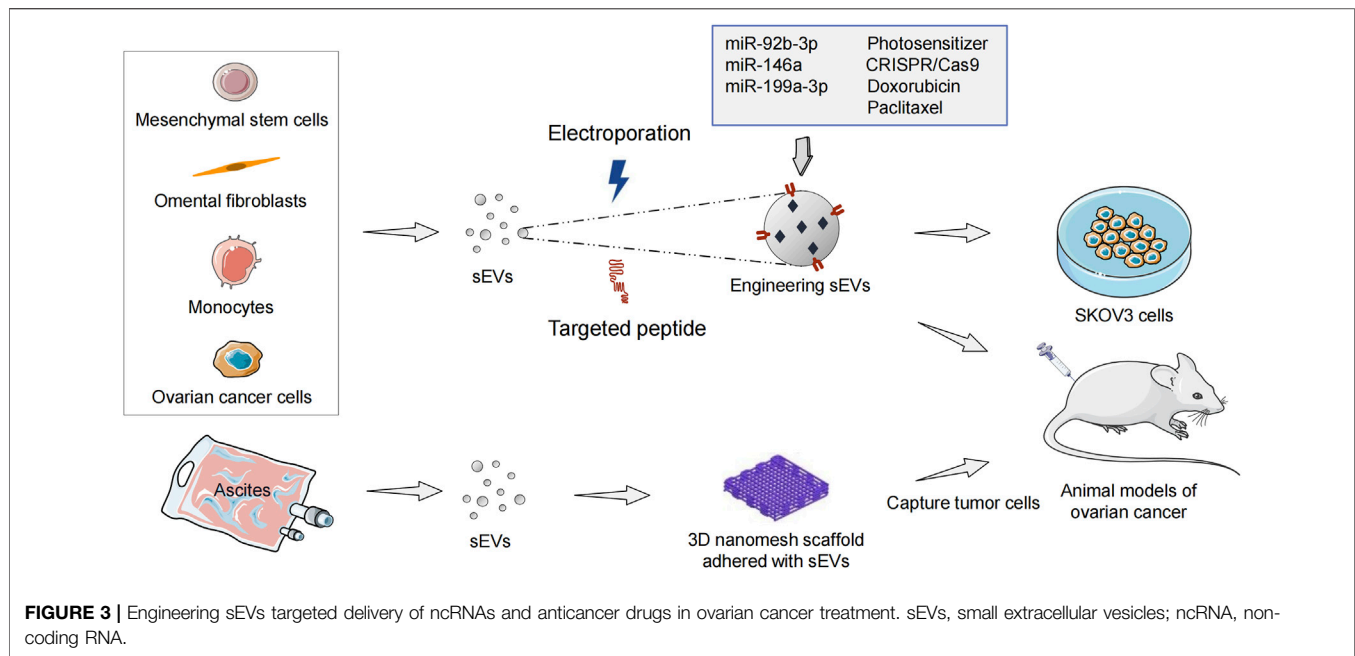 miR-92b-3p Photosensitizer
miR-146a CRISPR/Cas9
miR-199a-3p Doxorubicin
Paclitaxel
Mesenchymal stem cells
Omental fibroblasts
Monocytes
Ovarian cancer cells
Electroporation
sEVs
Targeted peptide
Engineering sEVs
SKOV3 cells
Ascites
sEVs
3D nanomesh scaffold
adhered with sEVs
Capture tumor cells
Animal models of
ovarian cancer
FIGURE 3 | Engineering sEVs targeted delivery of ncRNAs and anticancer drugs in ovarian cancer treatment. sEVs, small extracellular vesicles; ncRNA, non-
coding RNA.